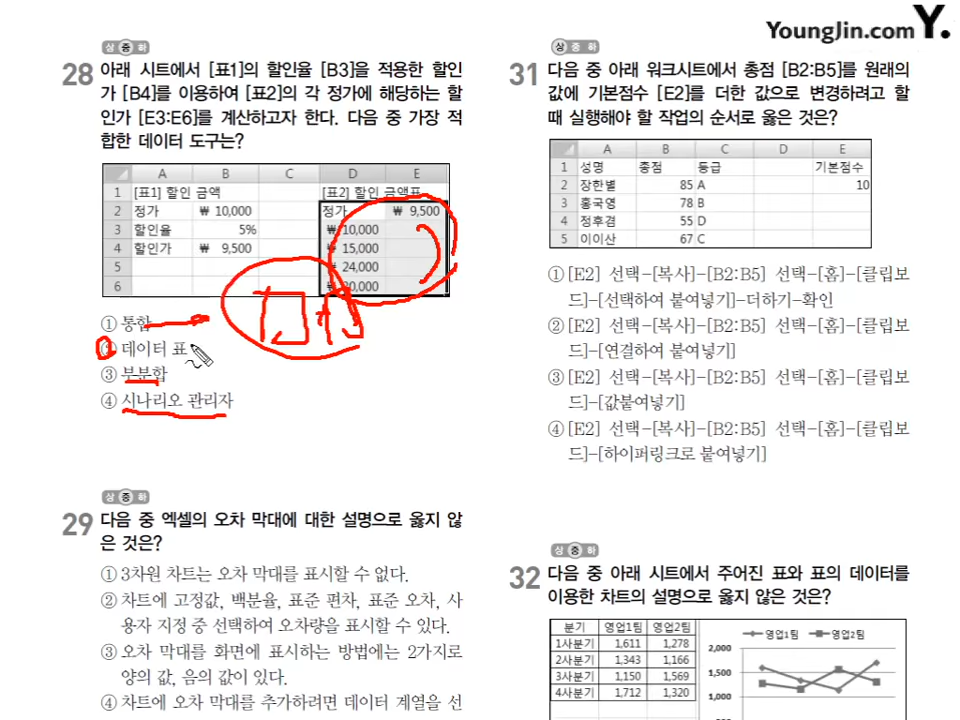 YoungJin.com Y.
상 중 하
28 아래 시트에서 [표1]의 할인율 [B3]을 적용한 할인
가 [B4]를 이용하여 [표2]의 각 정가에 해당하는 할
인가 [E3:E6]를 계산하고자 한다. 다음 중 가장 적
합한 데이터 도구는?
A B C D E
1 [표1] 할인 금액 [표2] 할인 금액표
2 정가 ₩ 10,000 정가 ₩ 9,500
3 할인율 5% ₩ 10,000
4 할인가 ₩ 9,500 ₩ 15,000
5 ₩ 24,000
6
① 통합
② 데이터 표
③ 부분합
④ 시나리오 관리자
상 중 하
29 다음 중 엑셀의 오차 막대에 대한 설명으로 옳지 않
은 것은?
① 3차원 차트는 오차 막대를 표시할 수 없다.
② 차트에 고정값, 백분율, 표준 편차, 표준 오차, 사
용자 지정 중 선택하여 오차량을 표시할 수 있다.
③ 오차 막대를 화면에 표시하는 방법에는 2가지로
양의 값, 음의 값이 있다.
④ 차트에 오차 막대를 추가하려면 데이터 계열을 선
상 중 하
31 다음 중 아래 워크시트에서 총점 [B2:B5]를 원래의
값에 기본점수 [E2]를 더한 값으로 변경하려고 할
때 실행해야 할 작업의 순서로 옳은 것은?
A B C D E
1 성명 총점 등급 기본점수
2 장한별 85 A 10
3 홍국영 78 B
4 정후겸 55 D
5 이이산 67 C
① [E2] 선택-[복사]-[B2:B5] 선택-[홈]-[클립보
드]-[선택하여 붙여넣기]-더하기-확인
② [E2] 선택-[복사]-[B2:B5] 선택-[홈]-[클립보
드]-[연결하여 붙여넣기]
③ [E2] 선택-[복사]-[B2:B5] 선택-[홈]-[클립보
드]-[값붙여넣기]
④ [E2] 선택-[복사]-[B2:B5] 선택-[홈]-[클립보
드]-[하이퍼링크로 붙여넣기]
상 중 하
32 다음 중 아래 시트에서 주어진 표와 표의 데이터를
이용한 차트의 설명으로 옳지 않은 것은?
분기 영업1팀 영업2팀
1사분기 1,611 1,278
2사분기 1,343 1,166
3사분기 1,150 1,569
4사분기 1,712 1,320
영업1팀 영업2팀
2,000
1,500
1,000